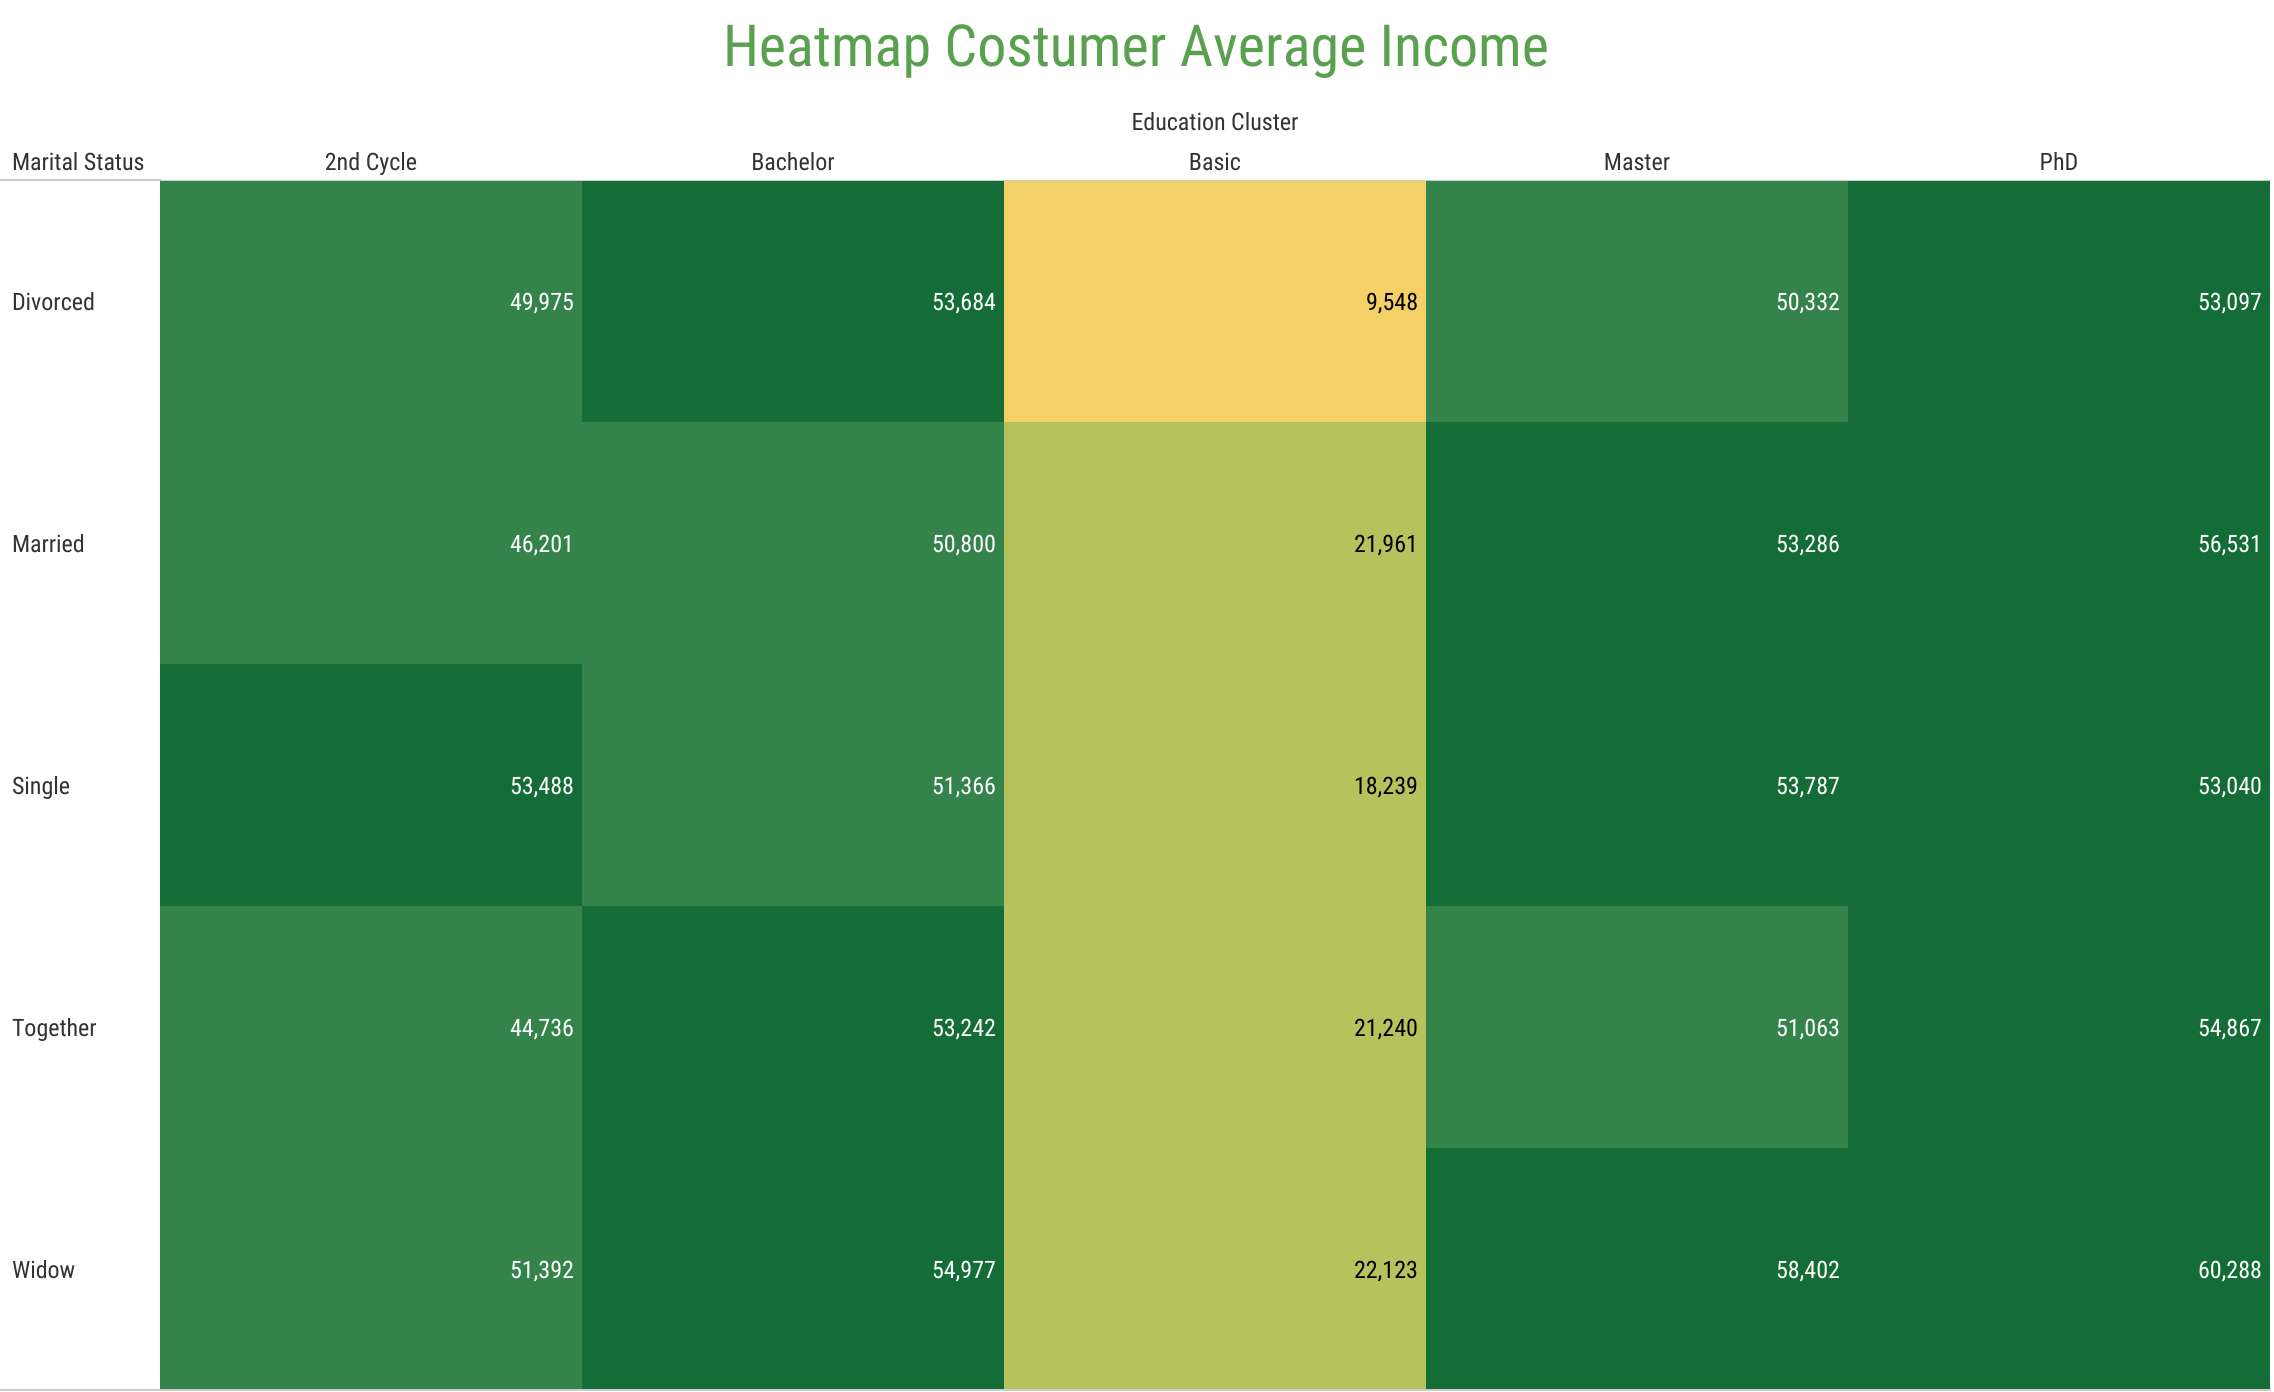 Heatmap Costumer Average Income
Education Cluster
Marital Status 2nd Cycle Bachelor Basic Master PhD
Divorced 49,975 53,684 9,548 50,332 53,097
Married 46,201 50,800 21,961 53,286 56,531
Single 53,488 51,366 18,239 53,787 53,040
Together 44,736 53,242 21,240 51,063 54,867
Widow 51,392 54,977 22,123 58,402 60,288